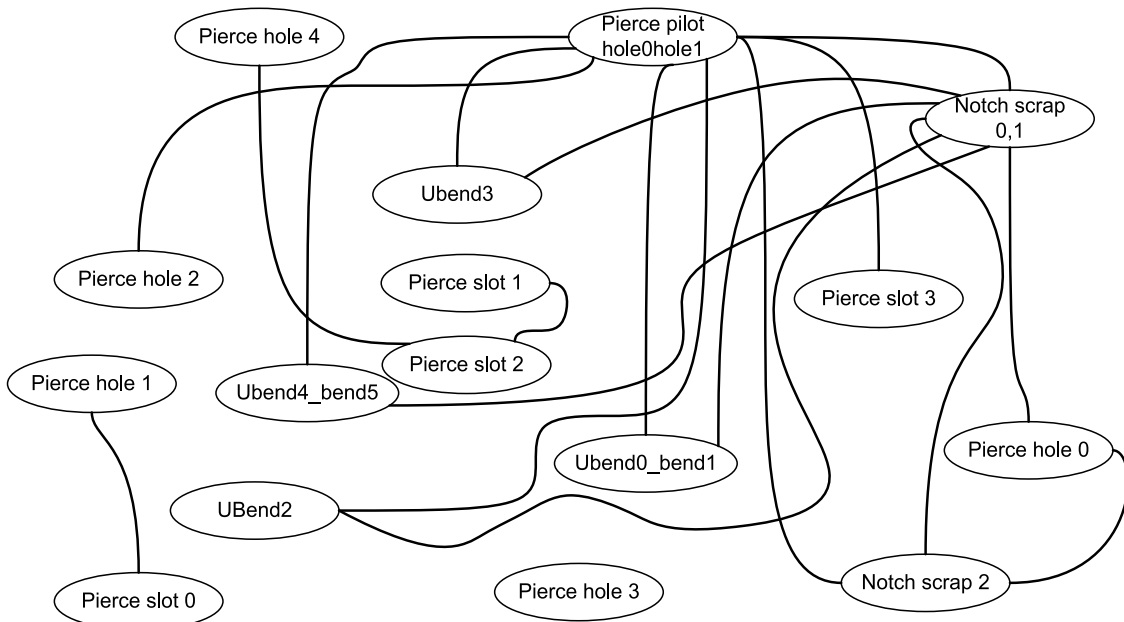 Pierce hole 4
Pierce pilot
hole0hole1
Notch scrap
0,1
Ubend3
Pierce hole 2
Pierce slot 1
Pierce slot 3
Pierce slot 2
Pierce hole 1
Ubend4_bend5
Pierce hole 0
Ubend0_bend1
UBend2
Notch scrap 2
Pierce hole 3
Pierce slot 0